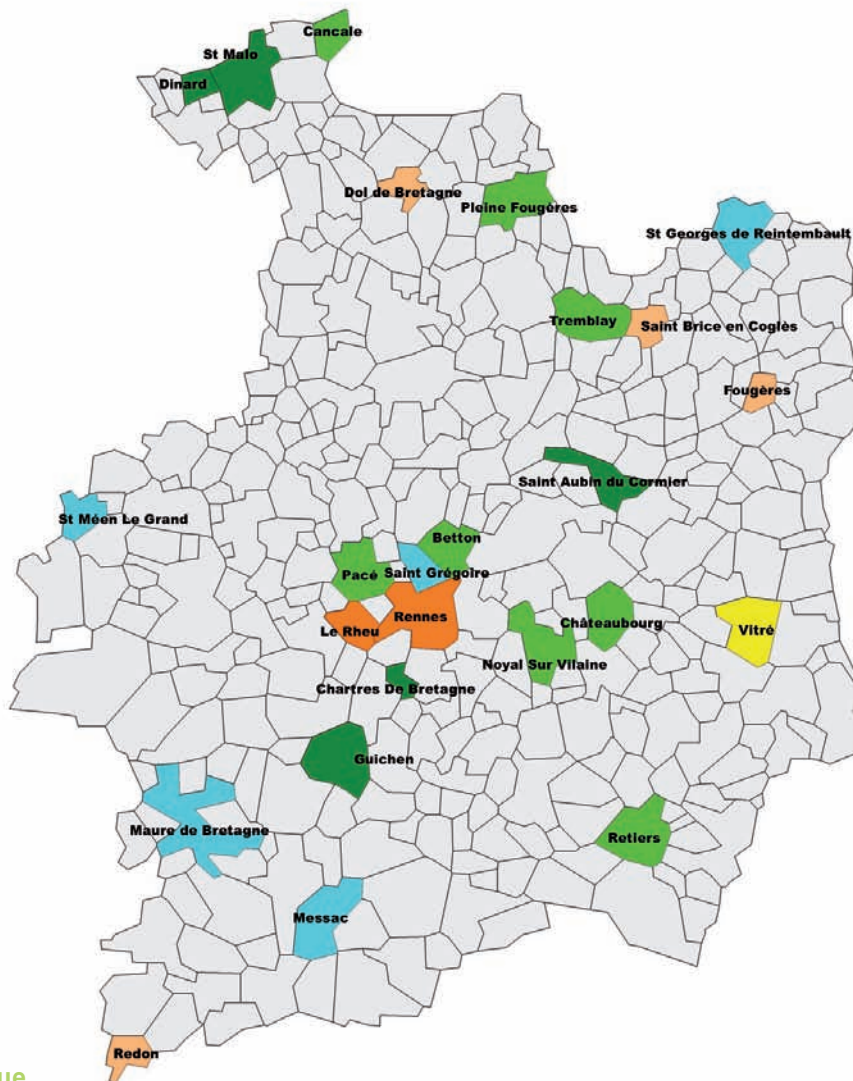 Cancale
St Malo
Dinard
Dol de Bretagne
Pleine Fougères
St Georges de Reintembault
Tremblay
Saint Brice en Coglès
Fougères
Saint Aubin du Cormier
St Méen Le Grand
Betton
Pacé
Saint Grégoire
Rennes
Châteaubourg
Le Rheu
Vitré
Noyal Sur Vilaine
Chartres De Bretagne
Guichen
Maure de Bretagne
Retiers
Messac
Redon
ue